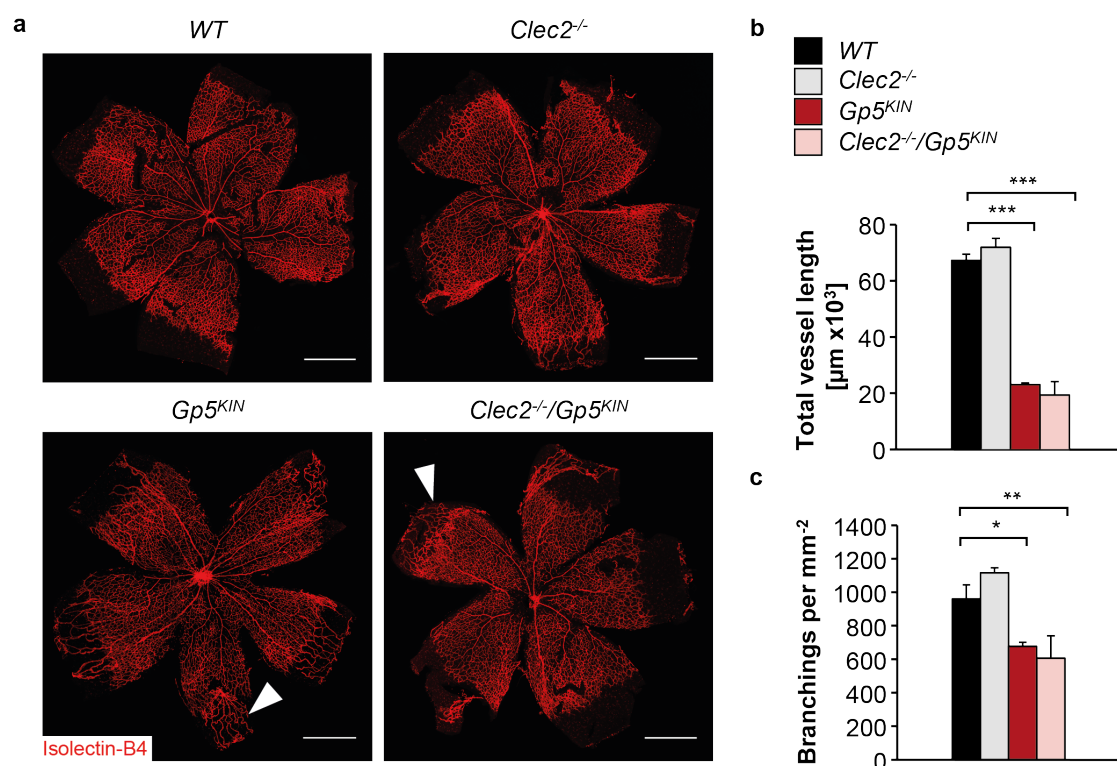 a
WT
Clec2-/-
Gp5KIN
Clec2-/-/Gp5KIN
Isolectin-B4
b
WT
Clec2-/-
Gp5KIN
Clec2-/-/Gp5KIN
***
***
Total vessel length
[µm x10³]
80
60
40
20
0
c
**
*
Branchings per mm-2
1400
1200
1000
800
600
400
200
0